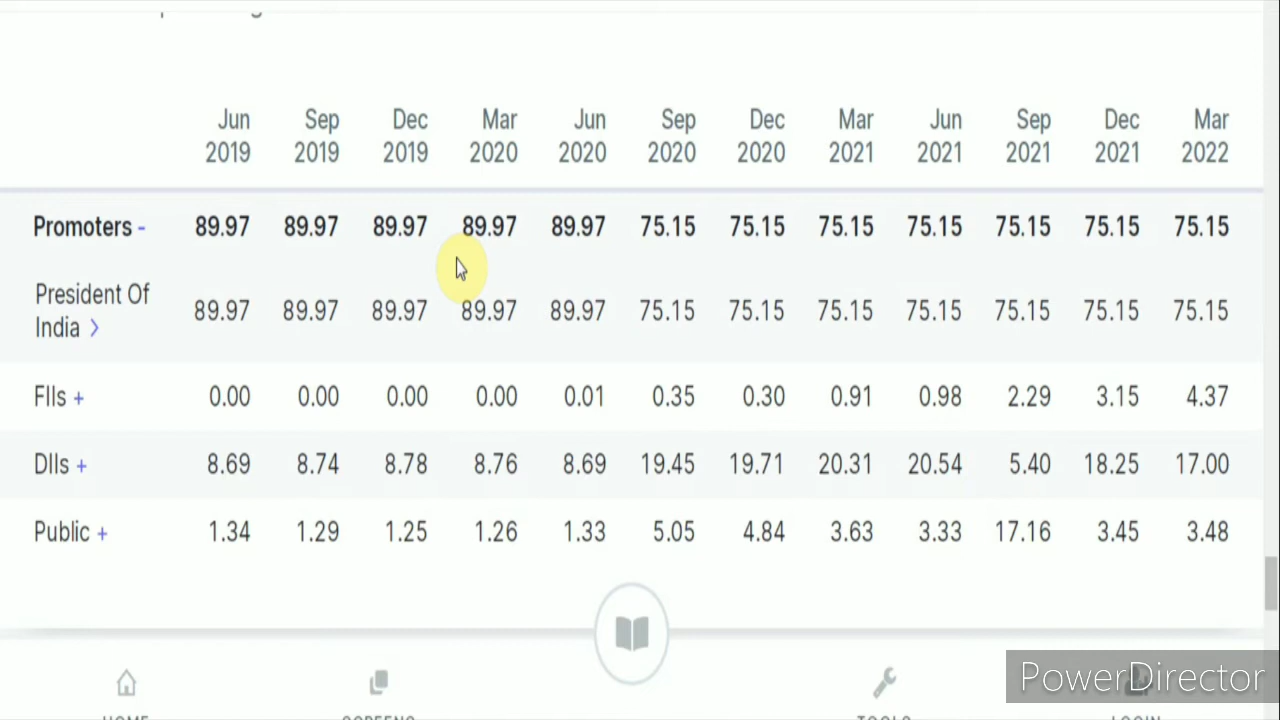 Jun Sep Dec Mar Jun Sep Dec Mar Jun Sep Dec Mar
2019 2019 2019 2020 2020 2020 2020 2021 2021 2021 2021 2022
Promoters - 89.97 89.97 89.97 89.97 89.97 75.15 75.15 75.15 75.15 75.15 75.15 75.15
President Of
India > 89.97 89.97 89.97 89.97 89.97 75.15 75.15 75.15 75.15 75.15 75.15 75.15
FIIs + 0.00 0.00 0.00 0.00 0.01 0.35 0.30 0.91 0.98 2.29 3.15 4.37
DIIs + 8.69 8.74 8.78 8.76 8.69 19.45 19.71 20.31 20.54 5.40 18.25 17.00
Public + 1.34 1.29 1.25 1.26 1.33 5.05 4.84 3.63 3.33 17.16 3.45 3.48
PowerDirector
HOME SCREENS TOOLS LOGIN